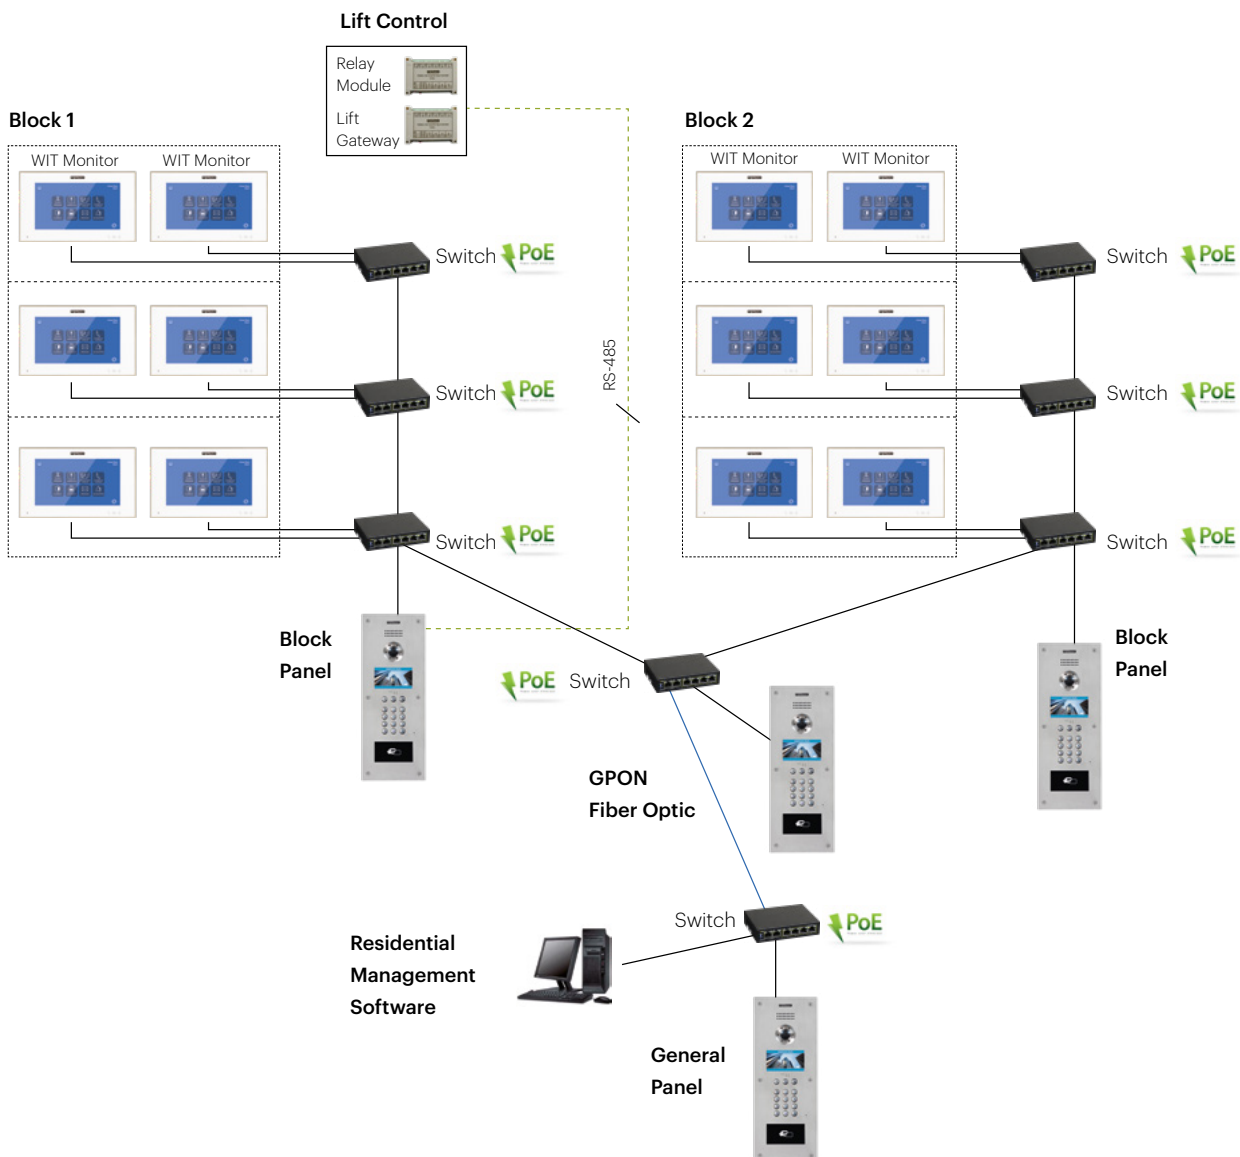 Lift Control
Relay
Module
Lift
Gateway
Block 1
WIT Monitor
WIT Monitor
Block 2
WIT Monitor
WIT Monitor
Switch
PoE
Switch
PoE
RS-485
Switch
PoE
Switch
PoE
Switch
PoE
Switch
PoE
Block
Panel
PoE
Switch
Block
Panel
GPON
Fiber Optic
Switch
PoE
Residential
Management
Software
General
Panel